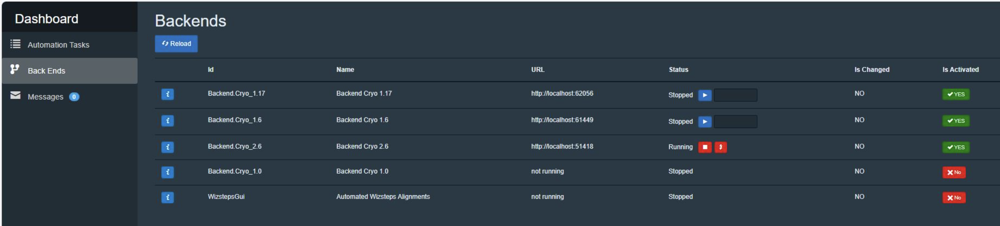 Dashboard
Automation Tasks
Back Ends
Messages 0
Backends
Reload
Id Name URL Status Is Changed Is Activated
i Backend.Cryo_1.17 Backend Cryo 1.17 http://localhost:62056 Stopped NO YES
i Backend.Cryo_1.6 Backend Cryo 1.6 http://localhost:61449 Stopped NO YES
i Backend.Cryo_2.6 Backend Cryo 2.6 http://localhost:51418 Running NO YES
i Backend.Cryo_1.0 Backend Cryo 1.0 not running Stopped NO No
i WizstepsGui Automated Wizsteps Alignments not running Stopped NO No